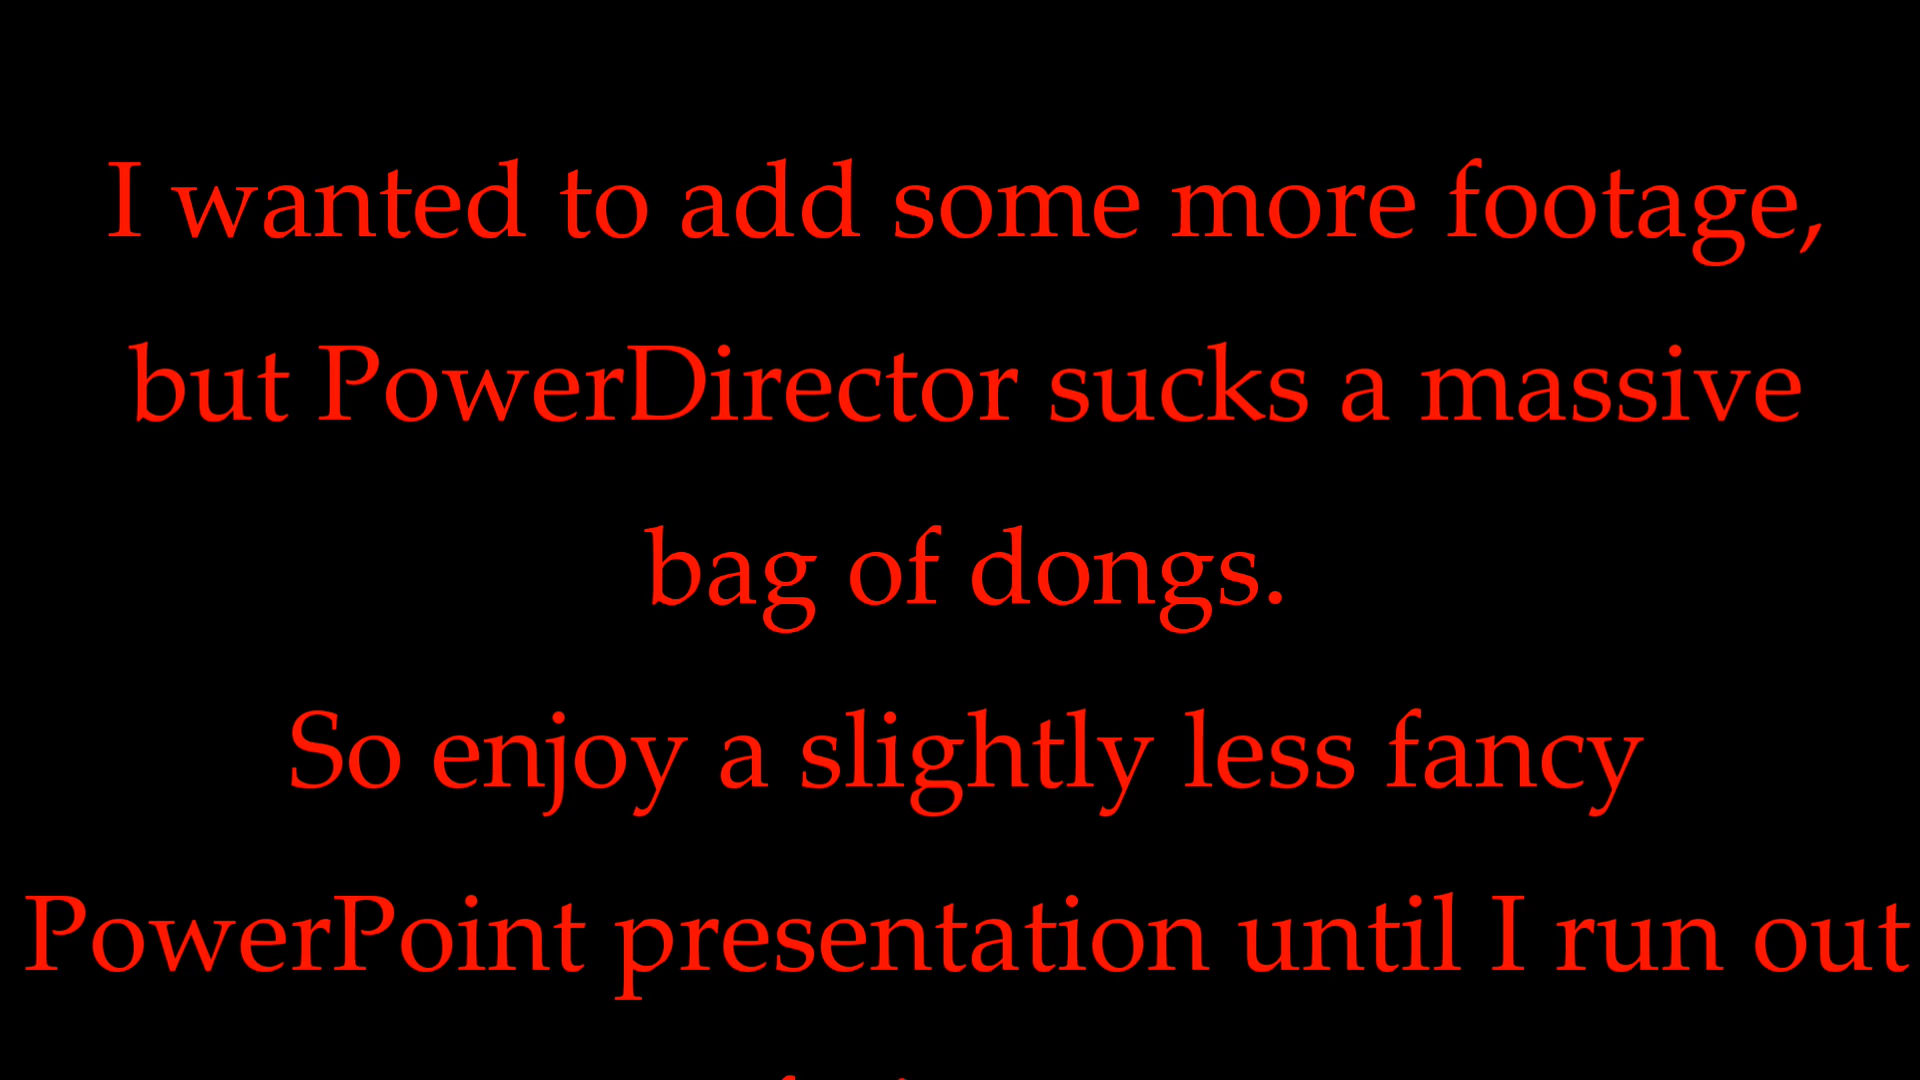 I wanted to add some more footage,
but PowerDirector sucks a massive
bag of dongs.
So enjoy a slightly less fancy
PowerPoint presentation until I run out